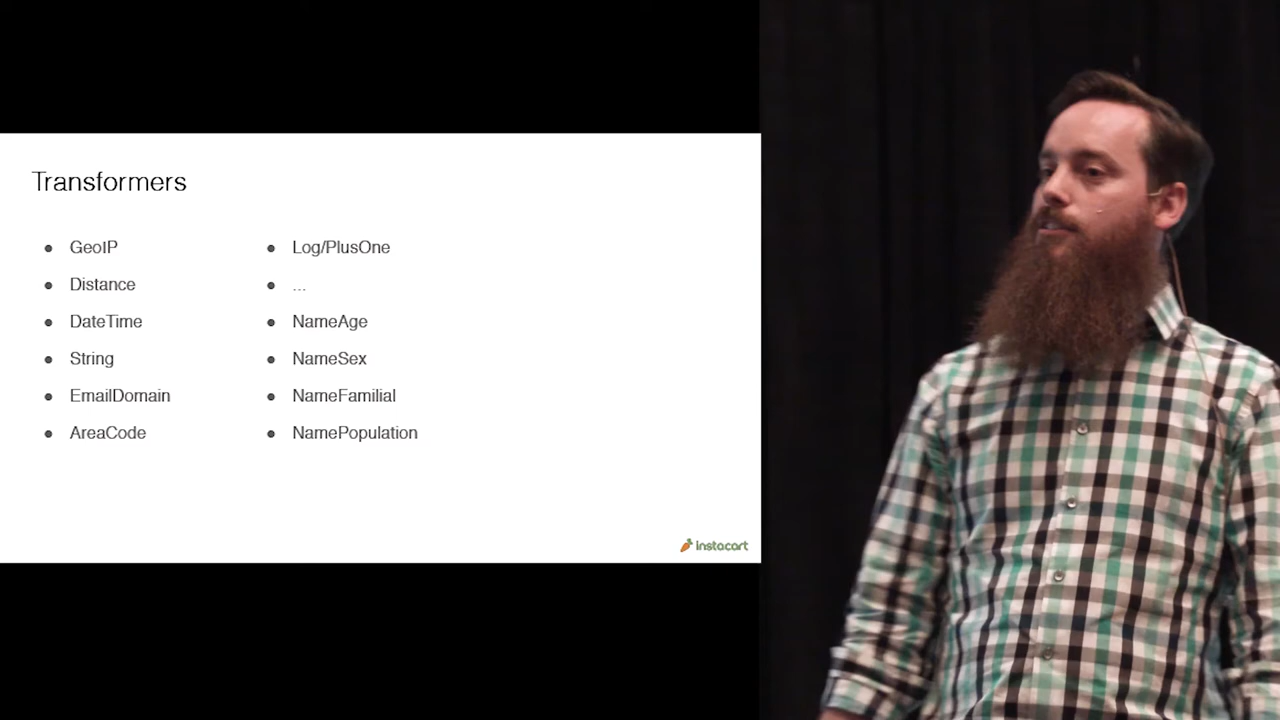 Transformers
● GeoIP
● Distance
● DateTime
● String
● EmailDomain
● AreaCode
● Log/PlusOne
● ...
● NameAge
● NameSex
● NameFamilial
● NamePopulation
instacart